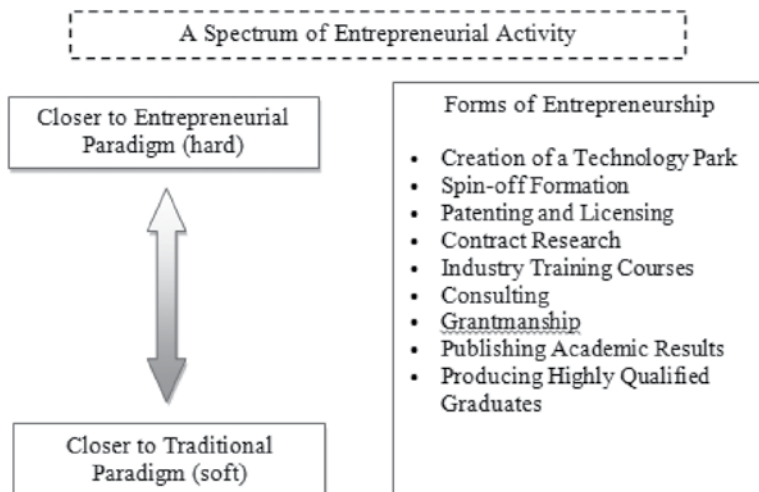 A Spectrum of Entrepreneurial Activity
Closer to Entrepreneurial
Paradigm (hard)
Closer to Traditional
Paradigm (soft)
Forms of Entrepreneurship
• Creation of a Technology Park
• Spin-off Formation
• Patenting and Licensing
• Contract Research
• Industry Training Courses
• Consulting
• Grantmanship
• Publishing Academic Results
• Producing Highly Qualified
Graduates